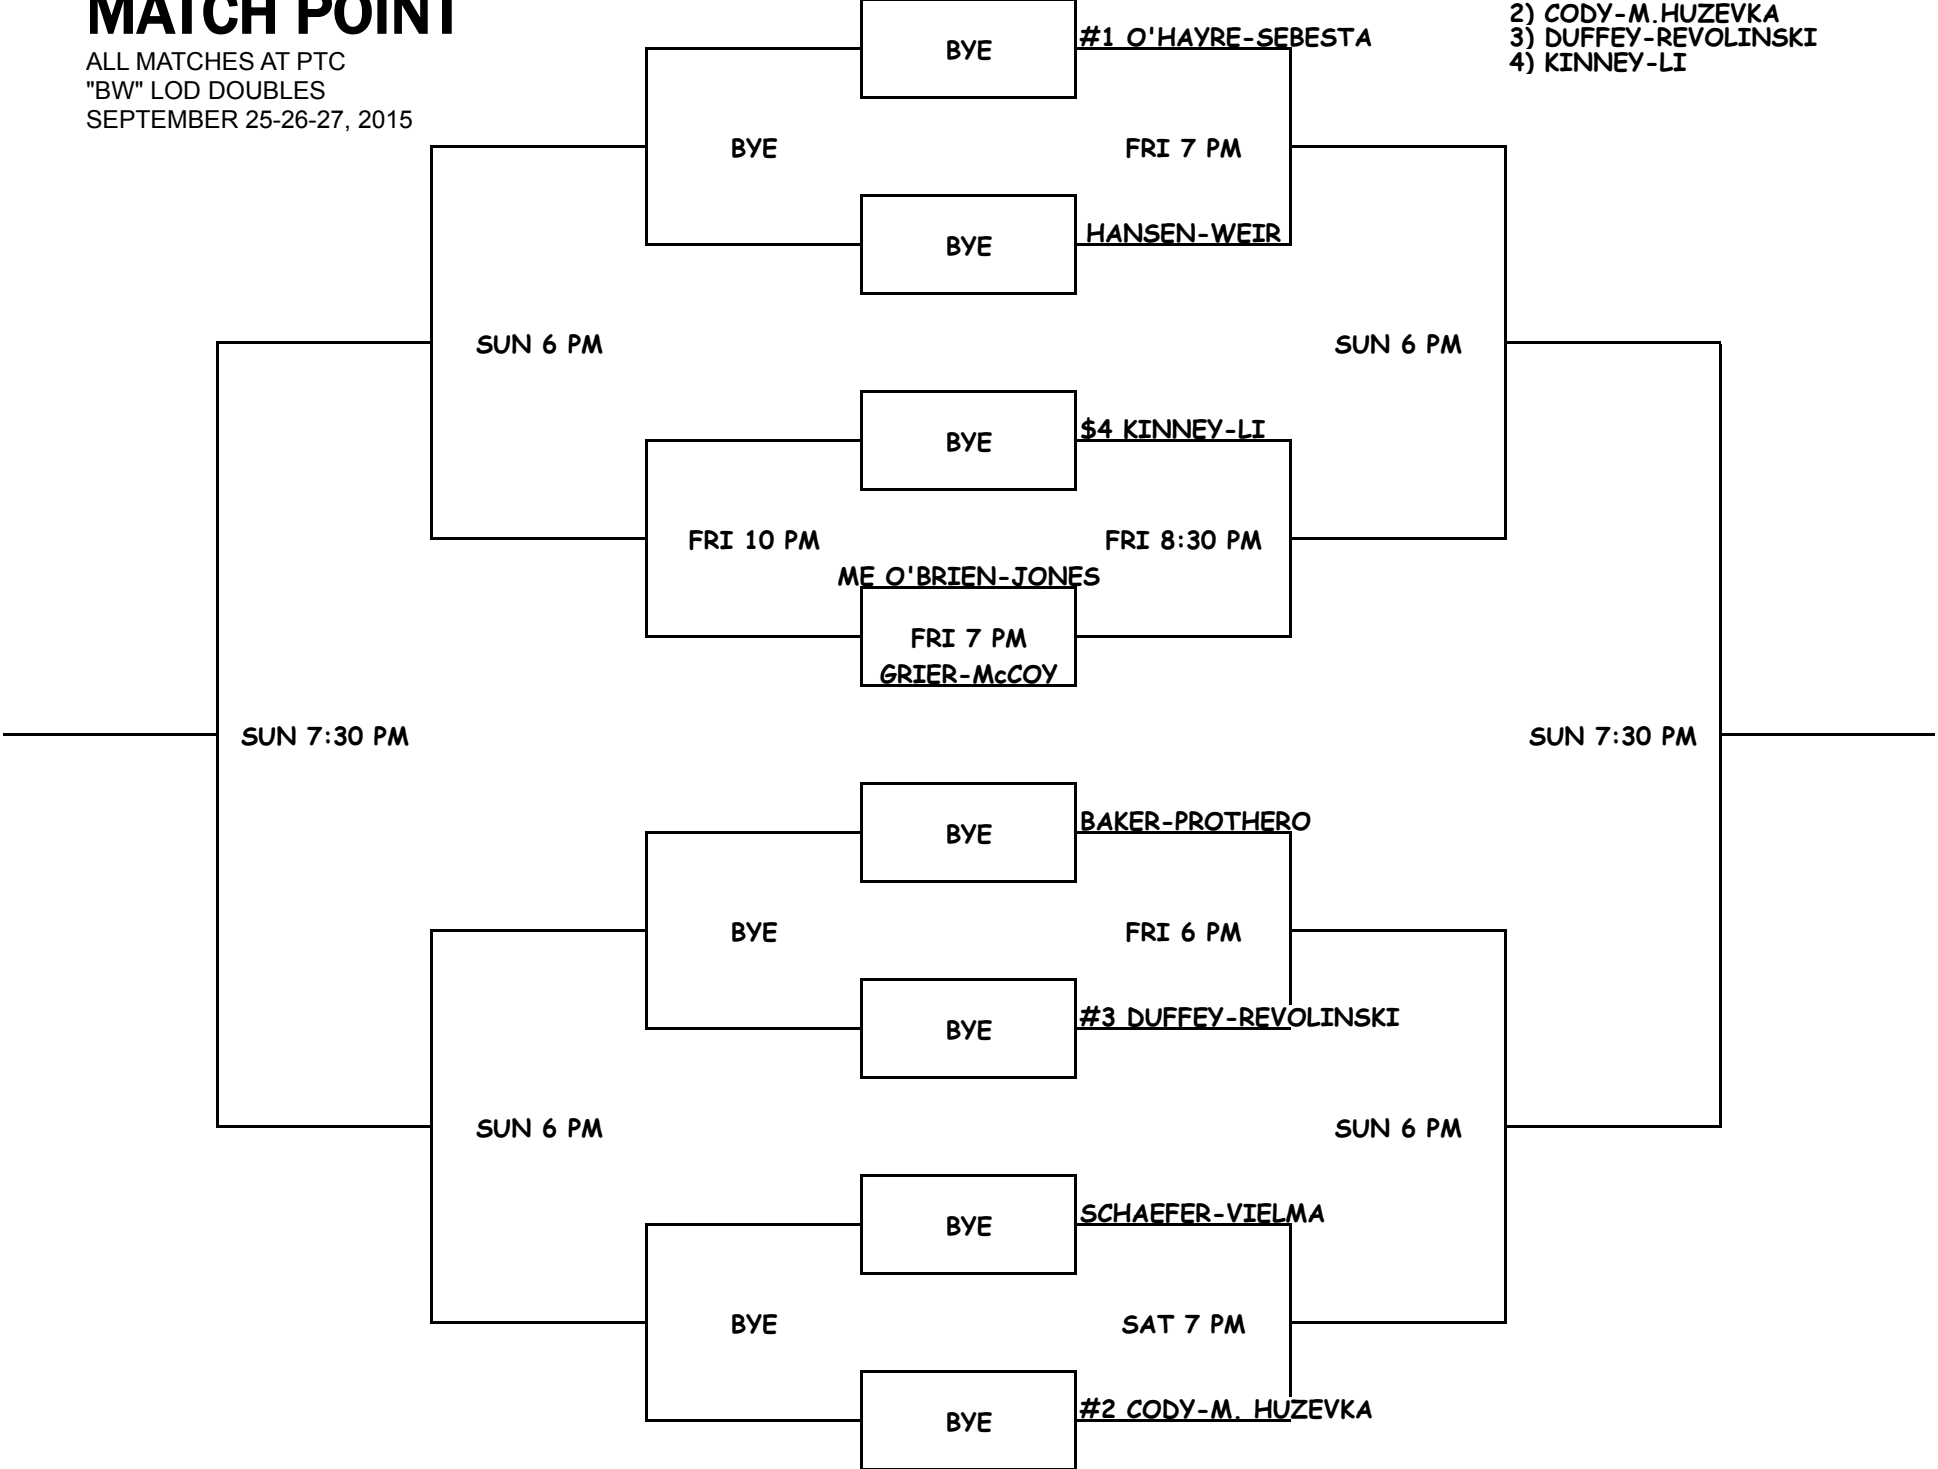 MATCH POINT
ALL MATCHES AT PTC
"BW" LOD DOUBLES
SEPTEMBER 25-26-27, 2015
2) CODY-M.HUZEVKA
3) DUFFEY-REVOLINSKI
4) KINNEY-LI
BYE
#1 O'HAYRE-SEBESTA
BYE
FRI 7 PM
BYE
HANSEN-WEIR
SUN 6 PM
SUN 6 PM
BYE
$4 KINNEY-LI
FRI 10 PM
FRI 8:30 PM
ME O'BRIEN-JONES
FRI 7 PM
GRIER-McCOY
SUN 7:30 PM
SUN 7:30 PM
BYE
BAKER-PROTHERO
BYE
FRI 6 PM
BYE
#3 DUFFEY-REVOLINSKI
SUN 6 PM
SUN 6 PM
BYE
SCHAEFER-VIELMA
BYE
SAT 7 PM
BYE
#2 CODY-M. HUZEVKA